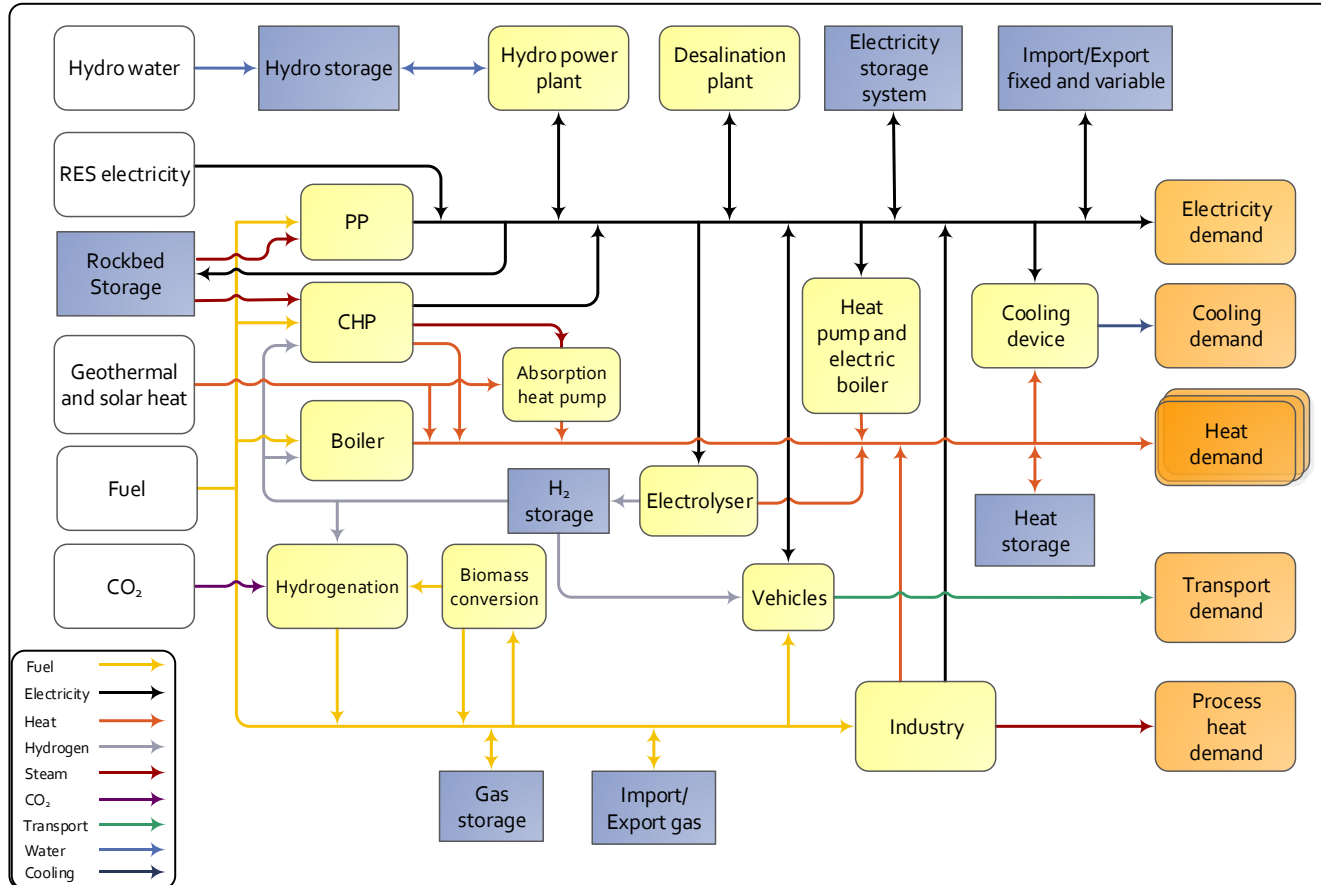 Hydro water
Hydro storage
Hydro power
plant
Desalination
plant
Electricity
storage
system
Import/Export
fixed and variable
RES electricity
PP
Electricity
demand
Rockbed
Storage
CHP
Heat
pump and
electric
boiler
Cooling
device
Cooling
demand
Geothermal
and solar heat
Absorption
heat pump
Boiler
Heat
demand
Fuel
H₂
storage
Electrolyser
Heat
storage
CO₂
Hydrogenation
Biomass
conversion
Vehicles
Transport
demand
Industry
Process
heat
demand
Gas
storage
Import/
Export gas
Fuel
Electricity
Heat
Hydrogen
Steam
CO₂
Transport
Water
Cooling